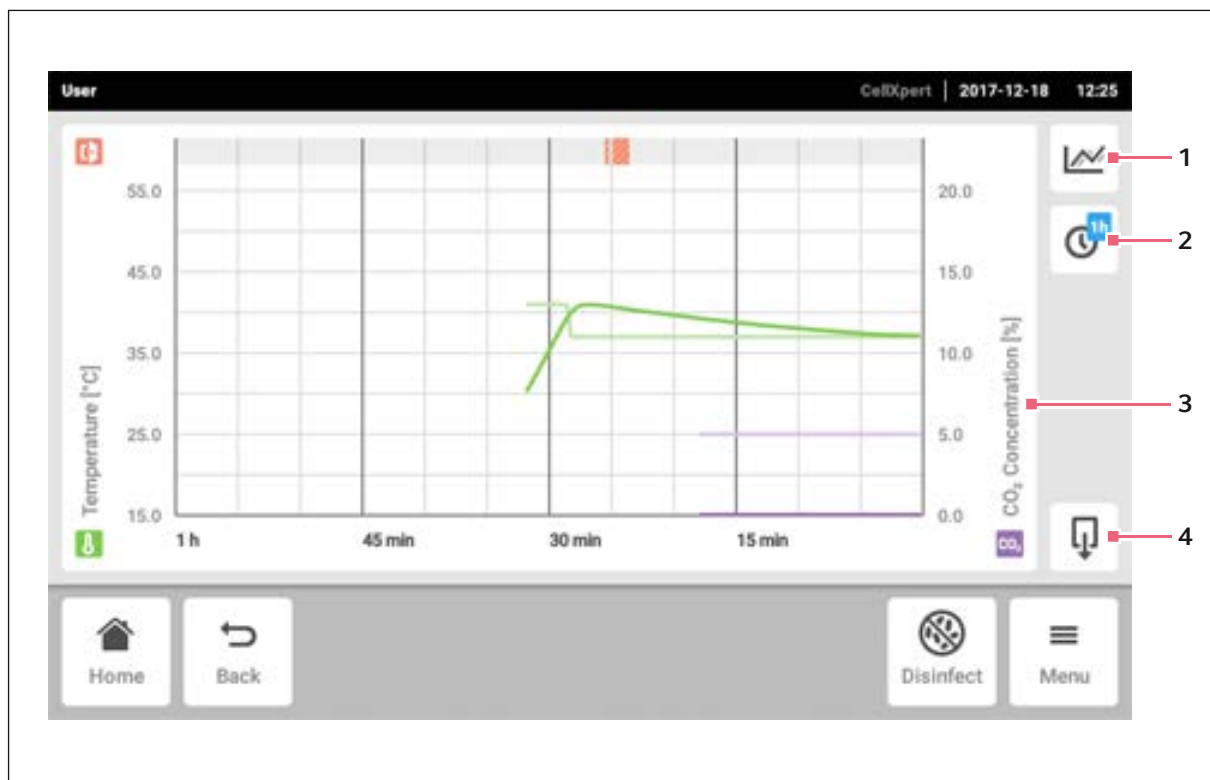 User CellXpert | 2017-12-18 12:25
1
55.0 20.0
1h
2
45.0 15.0
35.0 10.0
Temperature [°C]
CO₂ Concentration [%]
3
25.0 5.0
15.0 0.0
1 h 45 min 30 min 15 min
CO₂
4
Home Back Disinfect Menu